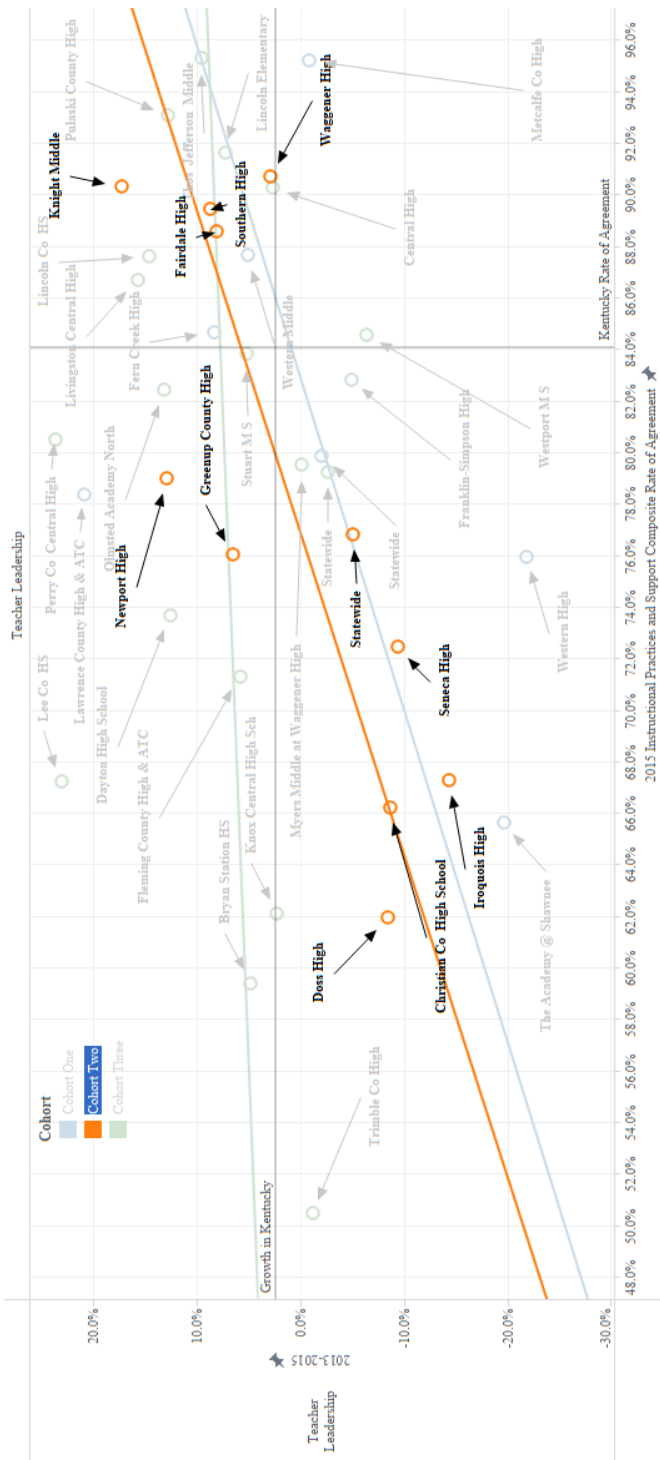 Teacher Leadership
Cohort
Cohort One
Cohort Two
Cohort Three
20.0%
10.0%
0.0%
-10.0%
-20.0%
-30.0%
Teacher
Leadership
2013-2015
Growth in Kentucky
Kentucky Rate of Agreement
Lee Co HS
Perry Co Central High
Lawrence County High & ATC
Dayton High School
Olmsted Academy North
Newport High
Fleming County High & ATC
Bryan Station HS
Knox Central High Sch
Greenup County High
Lincoln Co HS
Livingston Central High
Fern Creek High
Pulaski County High
Knight Middle
Jefferson Middle
Fairdale High
Southern High
Lincoln Elementary
Waggener High
Stuart M S
Western Middle
Central High
Metcalfe Co High
Myers Middle at Waggener High
Statewide
Statewide
Statewide
Franklin-Simpson High
Westport M S
Seneca High
Western High
Iroquois High
Christian Co High School
Doss High
The Academy @ Shawnee
Trimble Co High
48.0%
50.0%
52.0%
54.0%
56.0%
58.0%
60.0%
62.0%
64.0%
66.0%
68.0%
70.0%
72.0%
74.0%
76.0%
78.0%
80.0%
82.0%
84.0%
86.0%
88.0%
90.0%
92.0%
94.0%
96.0%
2015 Instructional Practices and Support Composite Rate of Agreement